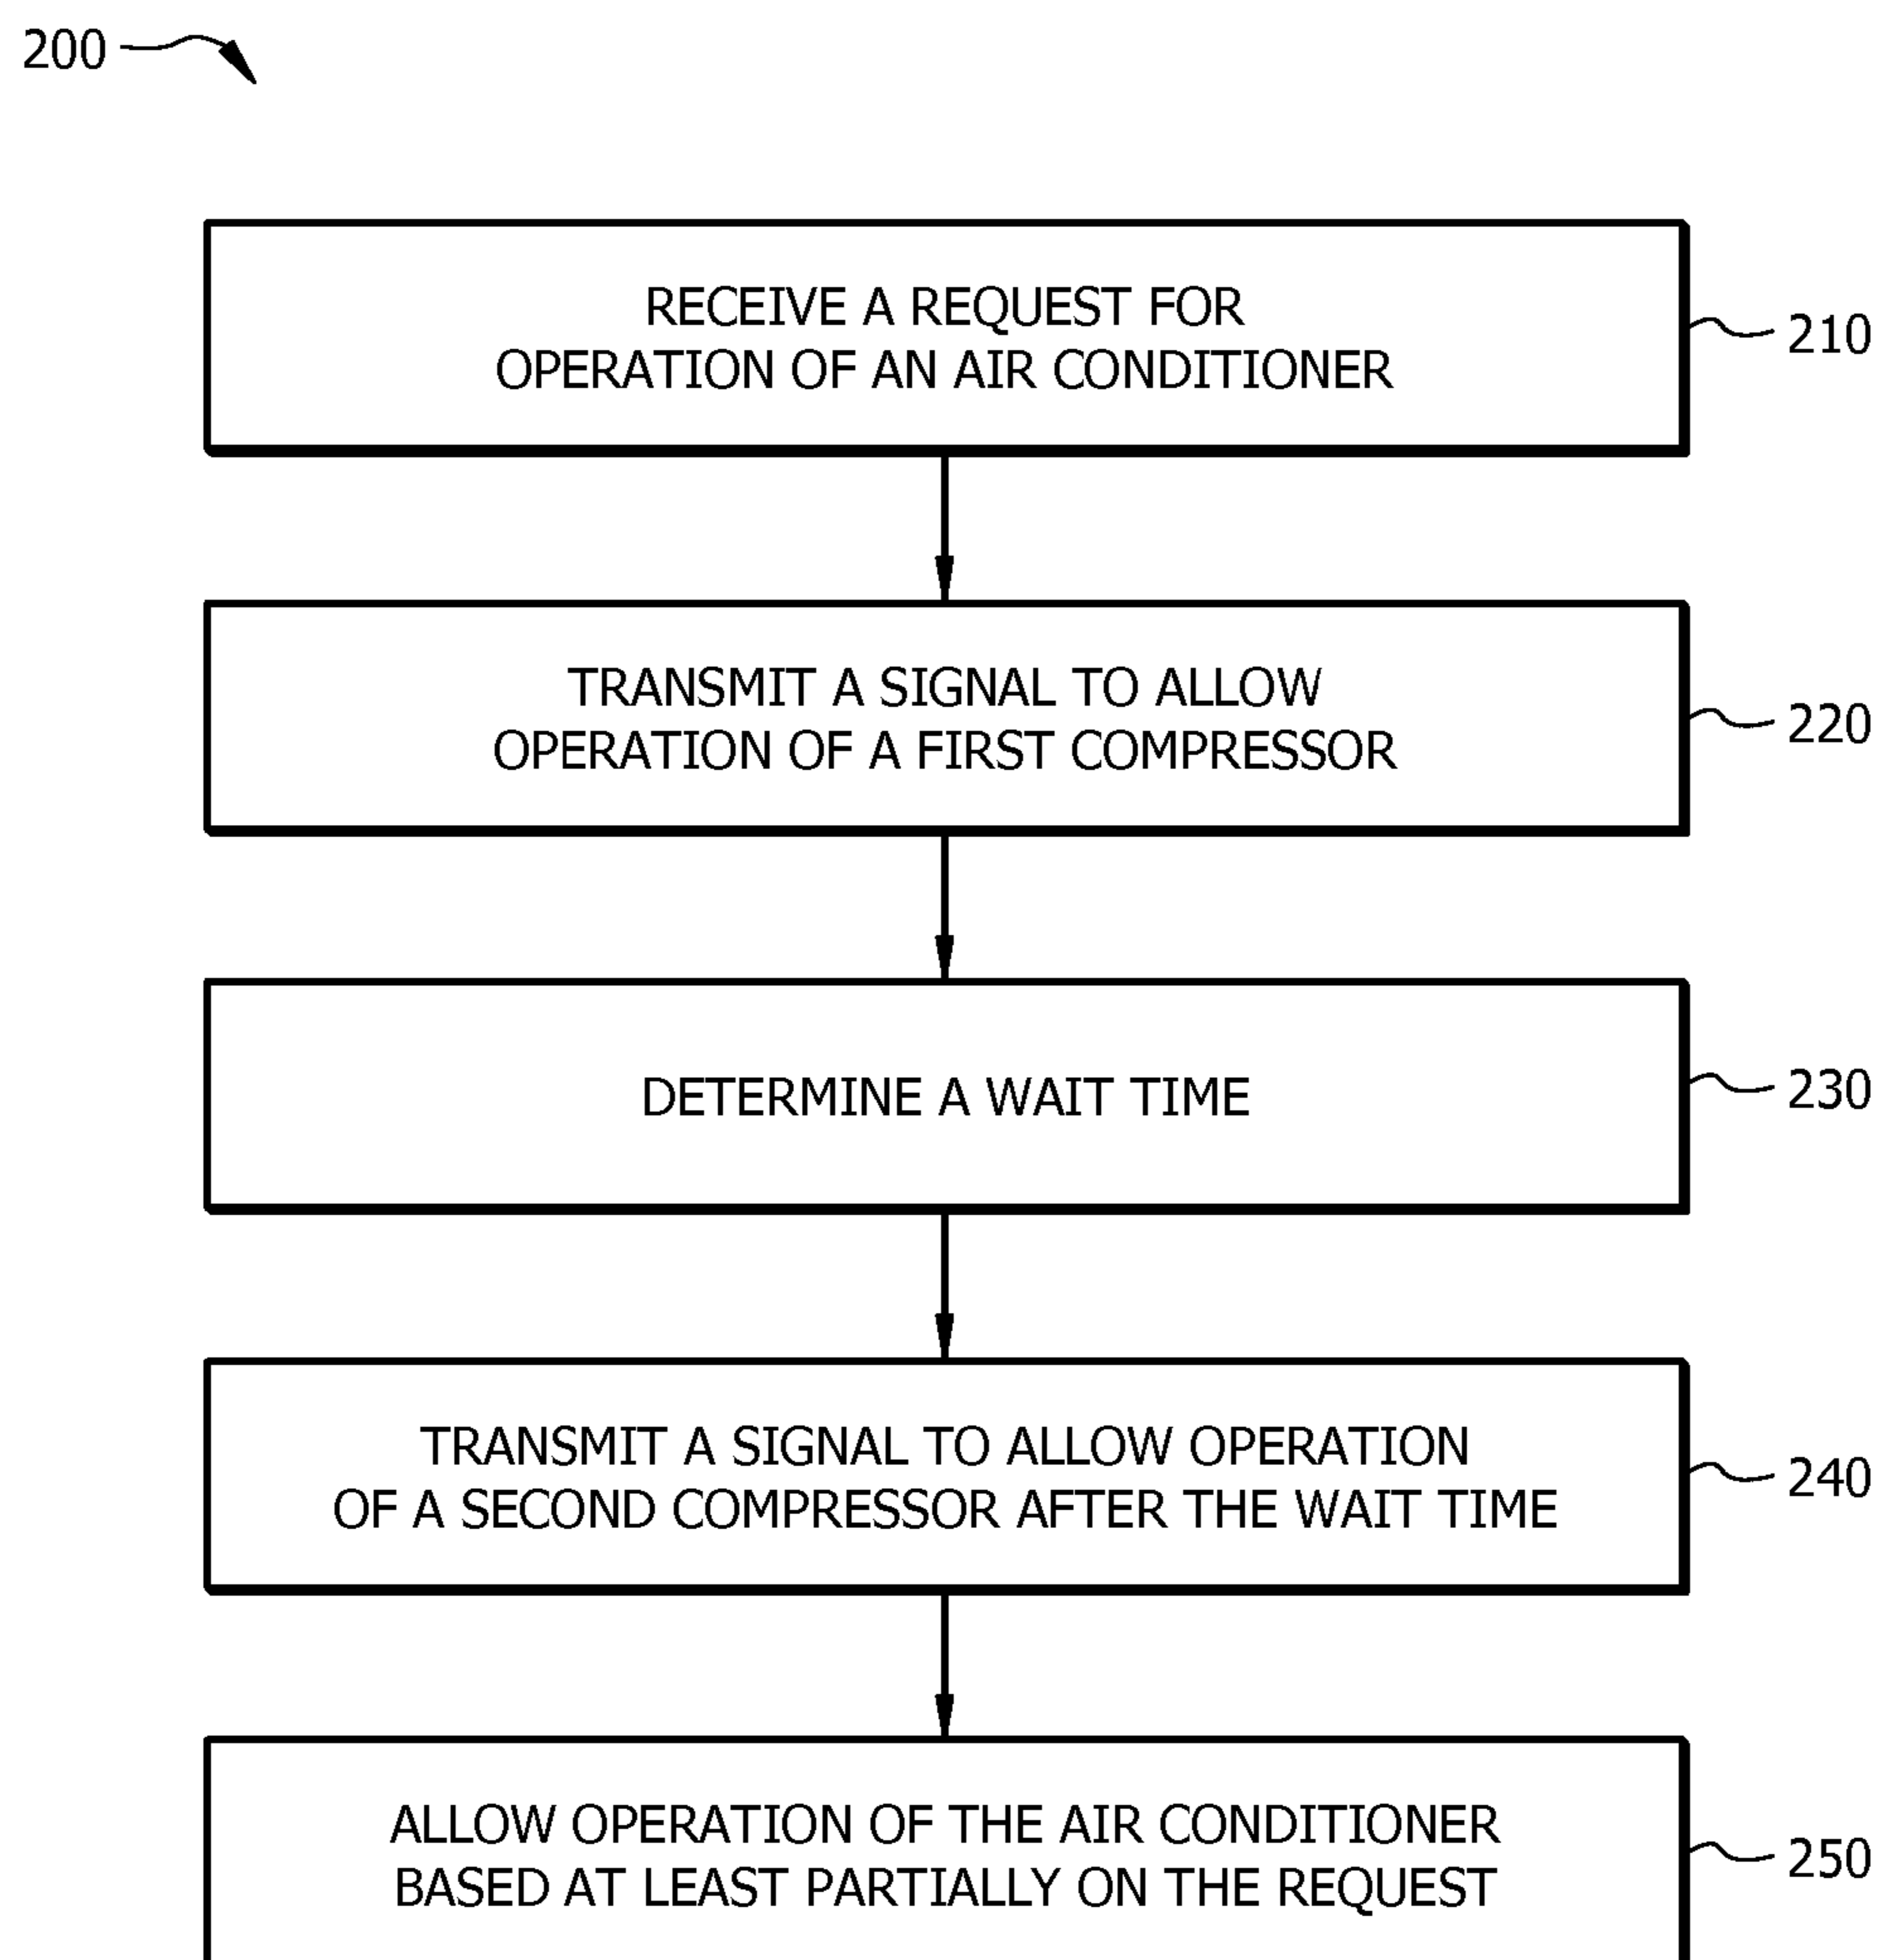 200
RECEIVE A REQUEST FOR
OPERATION OF AN AIR CONDITIONER
210
TRANSMIT A SIGNAL TO ALLOW
OPERATION OF A FIRST COMPRESSOR
220
DETERMINE A WAIT TIME
230
TRANSMIT A SIGNAL TO ALLOW OPERATION
OF A SECOND COMPRESSOR AFTER THE WAIT TIME
240
ALLOW OPERATION OF THE AIR CONDITIONER
BASED AT LEAST PARTIALLY ON THE REQUEST
250